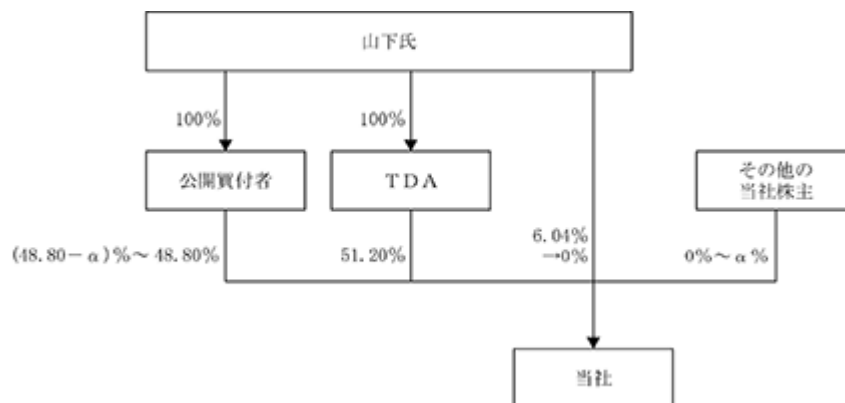 山下氏
100%
100%
公開買付者
TDA
その他の
当社株主
(48.80-α)%~48.80%
51.20%
6.04%
→0%
0%~α%
当社